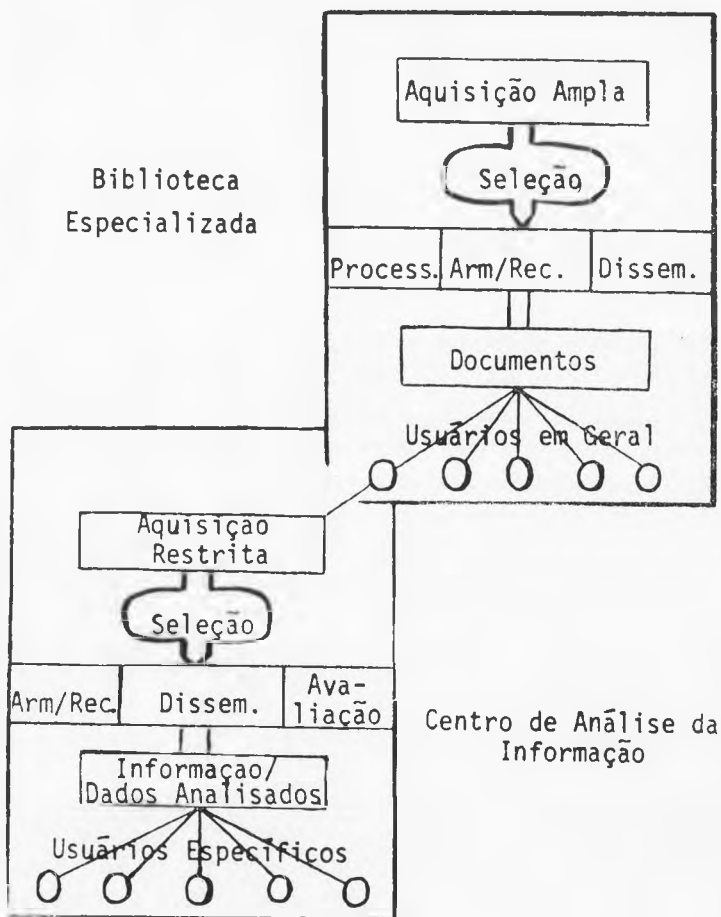 Aquisição Ampla
Biblioteca
Especializada
Seleção
Process.
Arm/Rec.
Dissem.
Documentos
Usuários em Geral
Aquisição
Restrita
Seleção
Arm/Rec.
Dissem.
Ava-
liação
Centro de Análise da
Informação
Informação/
Dados Analisados
Usuários Específicos